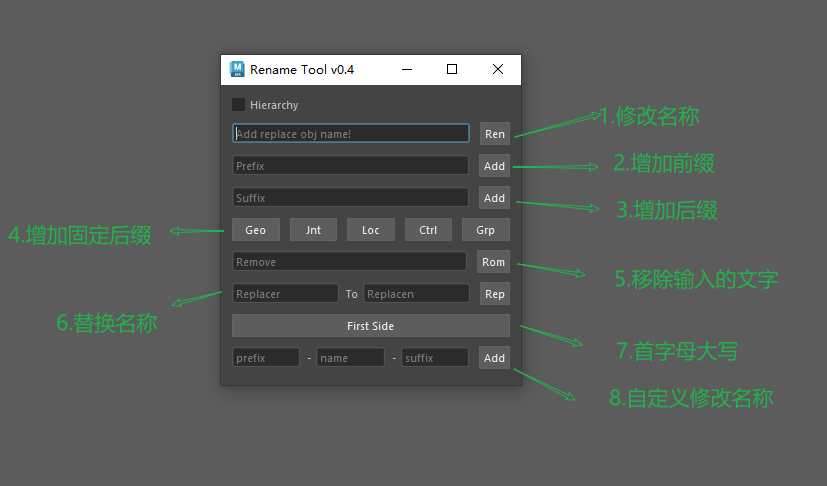 Rename Tool v0.4
Hierarchy
Add replace obj name!
Ren
1.修改名称
Prefix
Add
2.增加前缀
Suffix
Add
3.增加后缀
4.增加固定后缀
Geo
Jnt
Loc
Ctrl
Grp
Remove
Rom
5.移除输入的文字
6.替换名称
Replacer
To
Replacen
Rep
First Side
7.首字母大写
prefix
-
name
-
suffix
Add
8.自定义修改名称